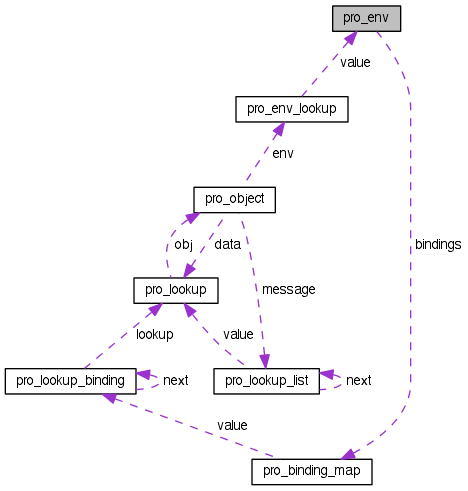 pro_env
value
pro_env_lookup
env
pro_object
obj
data
bindings
pro_lookup
message
lookup
value
pro_lookup_binding
next
pro_lookup_list
next
value
pro_binding_map